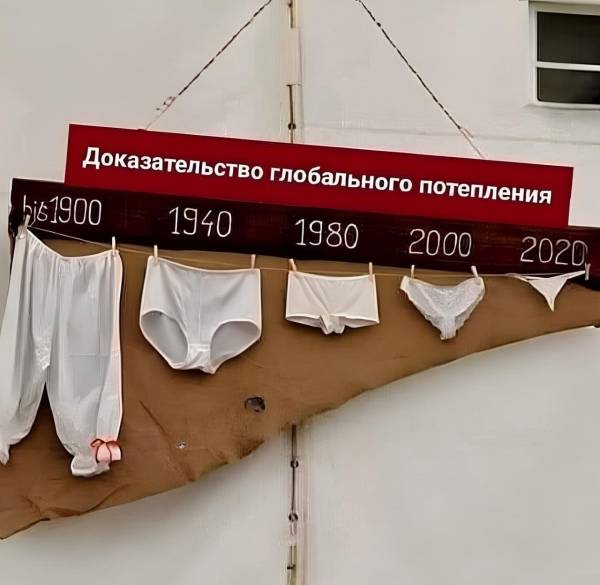 Доказательство глобального потепления
bis 1900
1940
1980
2000
2020